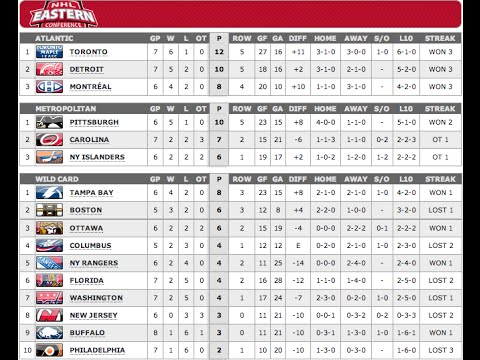 NHL
EASTERN
CONFERENCE
ATLANTIC GP W L OT P ROW GF GA DIFF HOME AWAY S/O L10 STREAK
1 TORONTO 7 6 1 0 12 5 27 16 +11 3-1-0 3-0-0 1-0 6-1-0 WON 3
2 DETROIT 7 5 2 0 10 5 18 16 +2 3-1-0 2-1-0 - 5-2-0 WON 3
3 MONTRÉAL 6 4 2 0 8 4 20 10 +10 1-1-0 3-1-0 - 4-2-0 WON 3
METROPOLITAN GP W L OT P ROW GF GA DIFF HOME AWAY S/O L10 STREAK
1 PITTSBURGH 6 5 1 0 10 5 23 15 +8 4-0-0 1-1-0 - 5-1-0 WON 2
2 CAROLINA 7 2 2 3 7 2 15 21 -6 1-1-3 1-1-0 0-2 2-2-3 OT 1
3 NY ISLANDERS 6 2 2 2 6 1 19 17 +2 1-1-2 1-1-0 1-2 2-2-2 OT 1
WILD CARD GP W L OT P ROW GF GA DIFF HOME AWAY S/O L10 STREAK
1 TAMPA BAY 6 4 2 0 8 3 23 15 +8 2-1-0 2-1-0 1-0 4-2-0 WON 1
2 BOSTON 5 3 2 0 6 3 12 8 +4 2-2-0 1-0-0 - 3-2-0 LOST 1
3 OTTAWA 6 2 2 2 6 2 15 19 -4 0-0-0 2-2-2 0-1 2-2-2 WON 1
4 COLUMBUS 5 2 3 0 4 2 12 12 E 1-2-0 1-1-0 - 2-3-0 LOST 2
5 NY RANGERS 6 2 4 0 4 2 11 25 -14 0-0-0 2-4-0 - 2-4-0 WON 1
6 FLORIDA 7 2 5 0 4 1 15 27 -12 1-1-0 1-4-0 1-0 2-5-0 LOST 2
7 WASHINGTON 7 2 5 0 4 0 17 24 -7 2-3-0 0-2-0 2-0 2-5-0 LOST 2
8 NEW JERSEY 6 0 3 3 3 0 11 21 -10 0-1-1 0-2-2 0-1 0-3-3 LOST 1
9 BUFFALO 8 1 6 1 3 0 11 21 -10 0-4-1 1-2-0 1-0 1-6-1 WON 1
10 PHILADELPHIA 7 1 6 0 2 1 10 20 -10 1-2-0 0-4-0 - 1-6-0 LOST 3